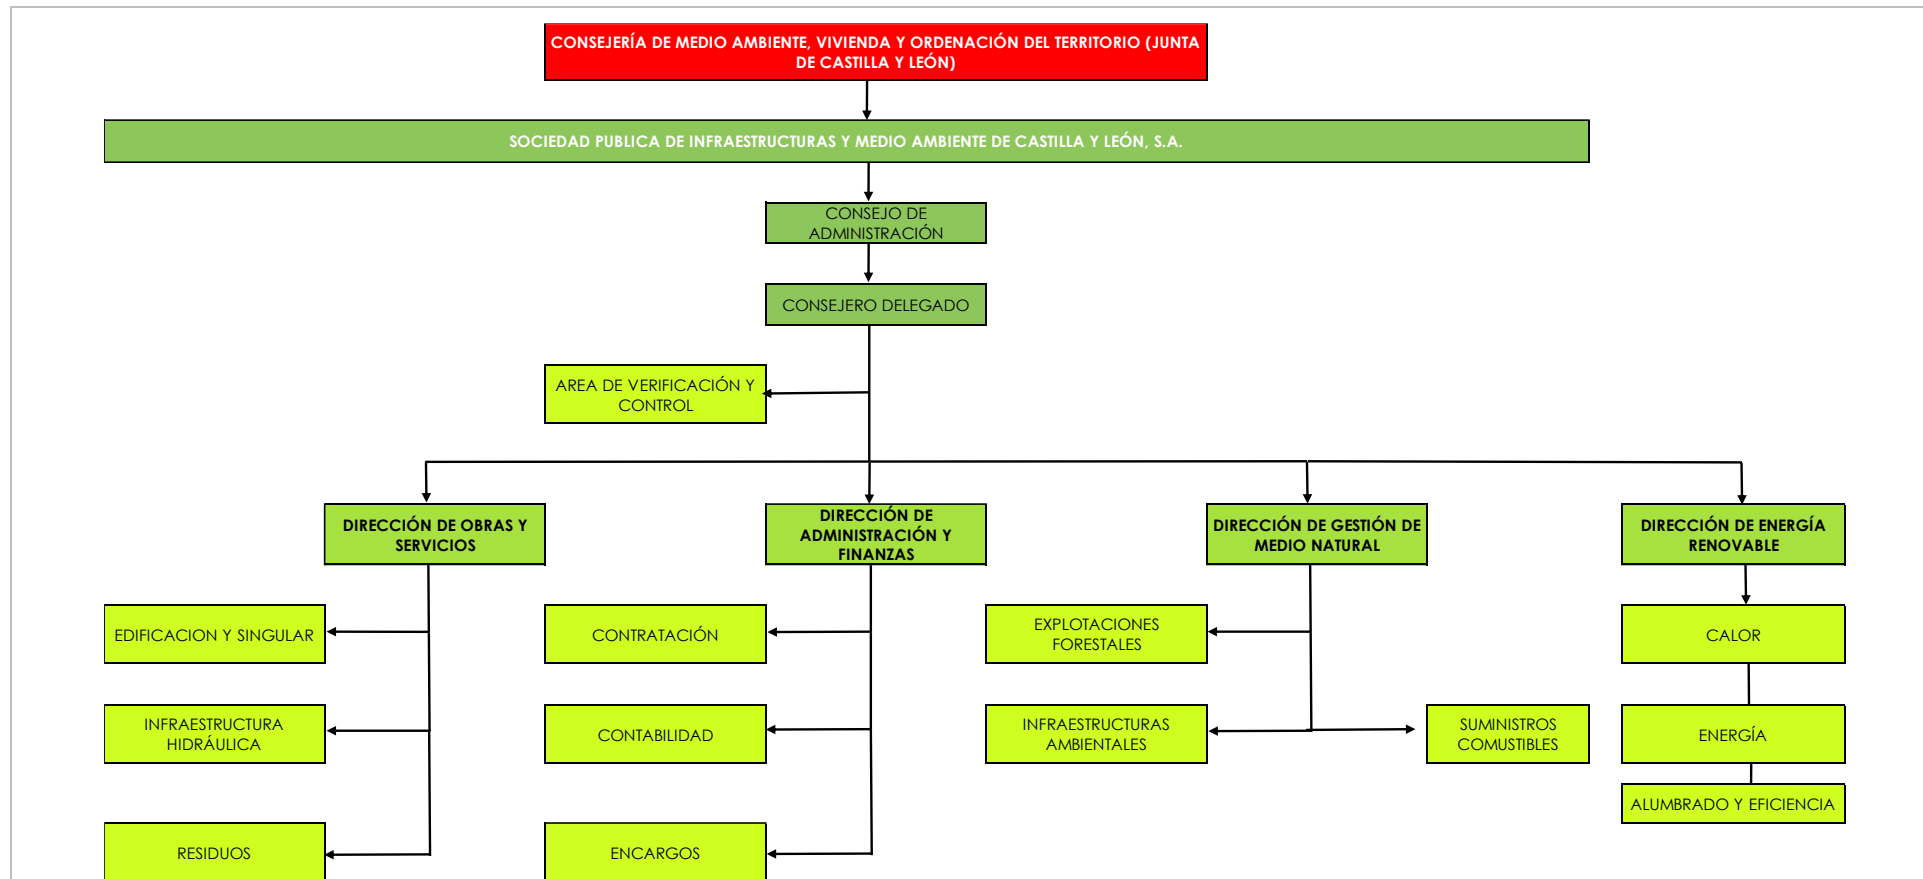 CONSEJERÍA DE MEDIO AMBIENTE, VIVIENDA Y ORDENACIÓN DEL TERRITORIO (JUNTA
DE CASTILLA Y LEÓN)
SOCIEDAD PUBLICA DE INFRAESTRUCTURAS Y MEDIO AMBIENTE DE CASTILLA Y LEÓN, S.A.
CONSEJO DE
ADMINISTRACIÓN
CONSEJERO DELEGADO
AREA DE VERIFICACIÓN Y
CONTROL
DIRECCIÓN DE OBRAS Y
SERVICIOS
DIRECCIÓN DE
ADMINISTRACIÓN Y
FINANZAS
DIRECCIÓN DE GESTIÓN DE
MEDIO NATURAL
DIRECCIÓN DE ENERGÍA
RENOVABLE
EDIFICACION Y SINGULAR
CONTRATACIÓN
EXPLOTACIONES
FORESTALES
CALOR
INFRAESTRUCTURA
HIDRÁULICA
CONTABILIDAD
INFRAESTRUCTURAS
AMBIENTALES
SUMINISTROS
COMUSTIBLES
ENERGÍA
ALUMBRADO Y EFICIENCIA
RESIDUOS
ENCARGOS